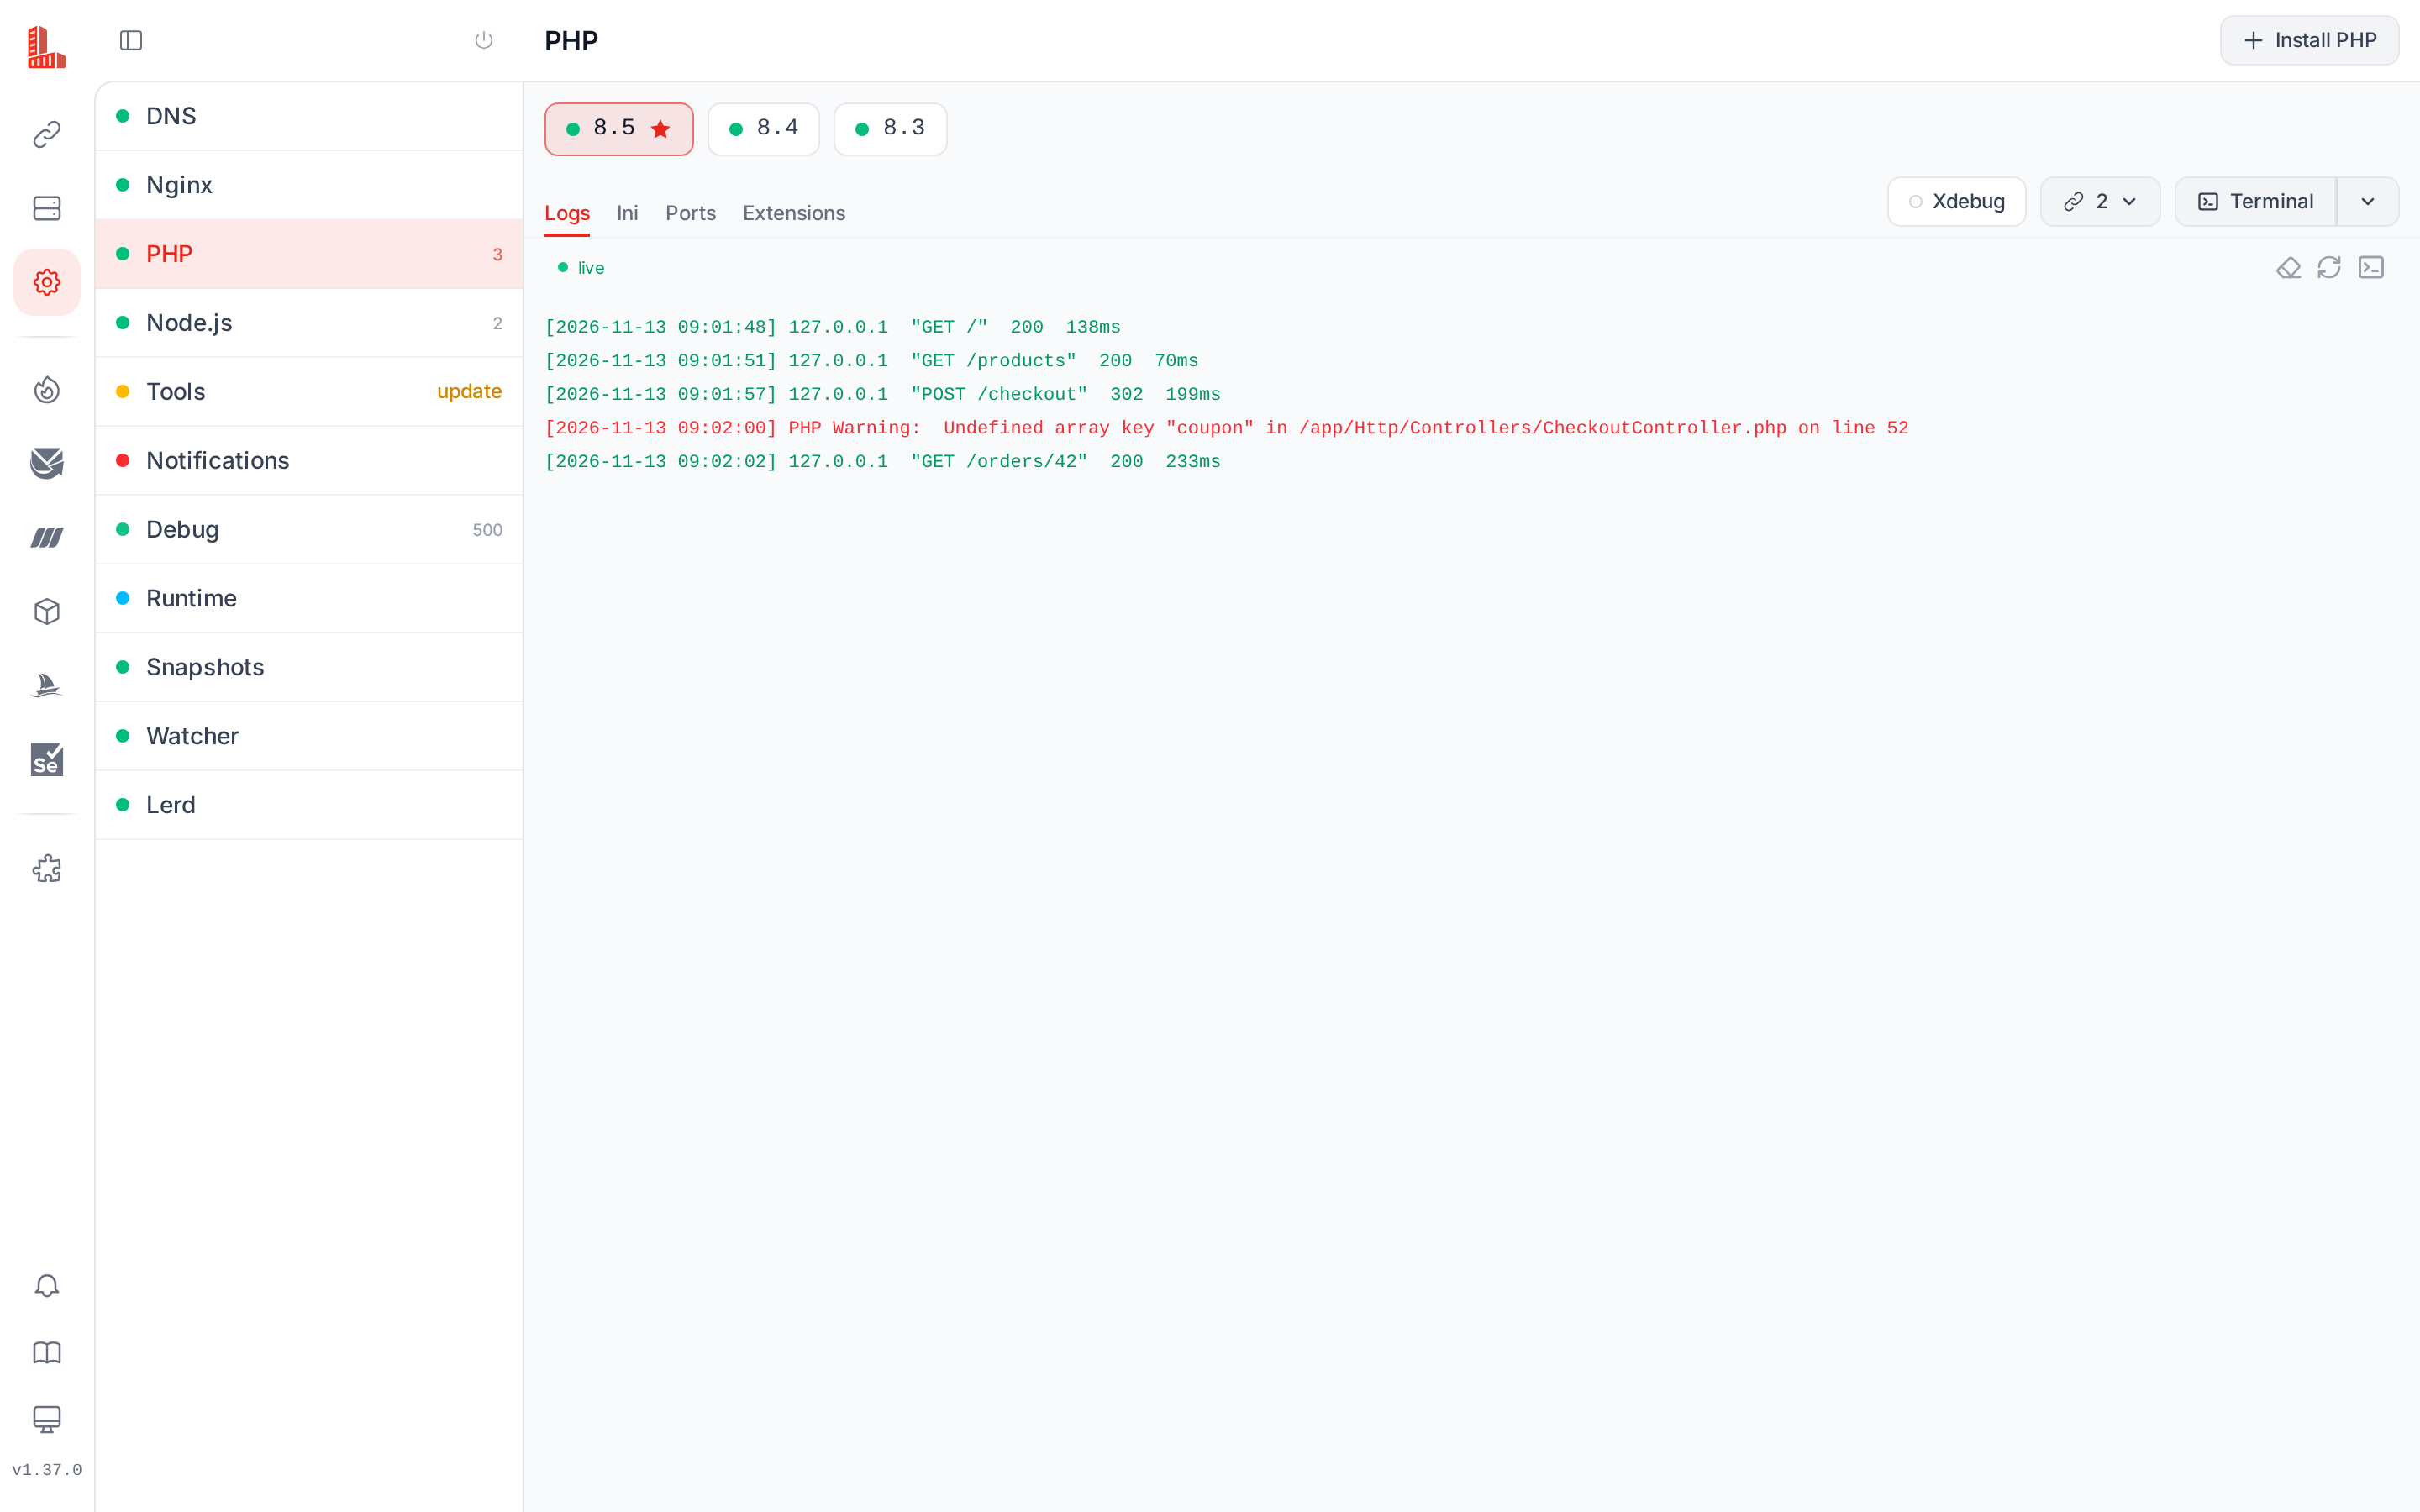 PHP
Install PHP
DNS
Nginx
PHP 3
Node.js 2
Tools update
Notifications
Debug 500
Runtime
Snapshots
Watcher
Lerd
Se
v1.37.0
8.5 8.4 8.3
Logs Ini Ports Extensions
Xdebug 2 Terminal
live
[2026-11-13 09:01:48] 127.0.0.1  "GET /"  200  138ms
[2026-11-13 09:01:51] 127.0.0.1  "GET /products"  200  70ms
[2026-11-13 09:01:57] 127.0.0.1  "POST /checkout"  302  199ms
[2026-11-13 09:02:00] PHP Warning:  Undefined array key "coupon" in /app/Http/Controllers/CheckoutController.php on line 52
[2026-11-13 09:02:02] 127.0.0.1  "GET /orders/42"  200  233ms